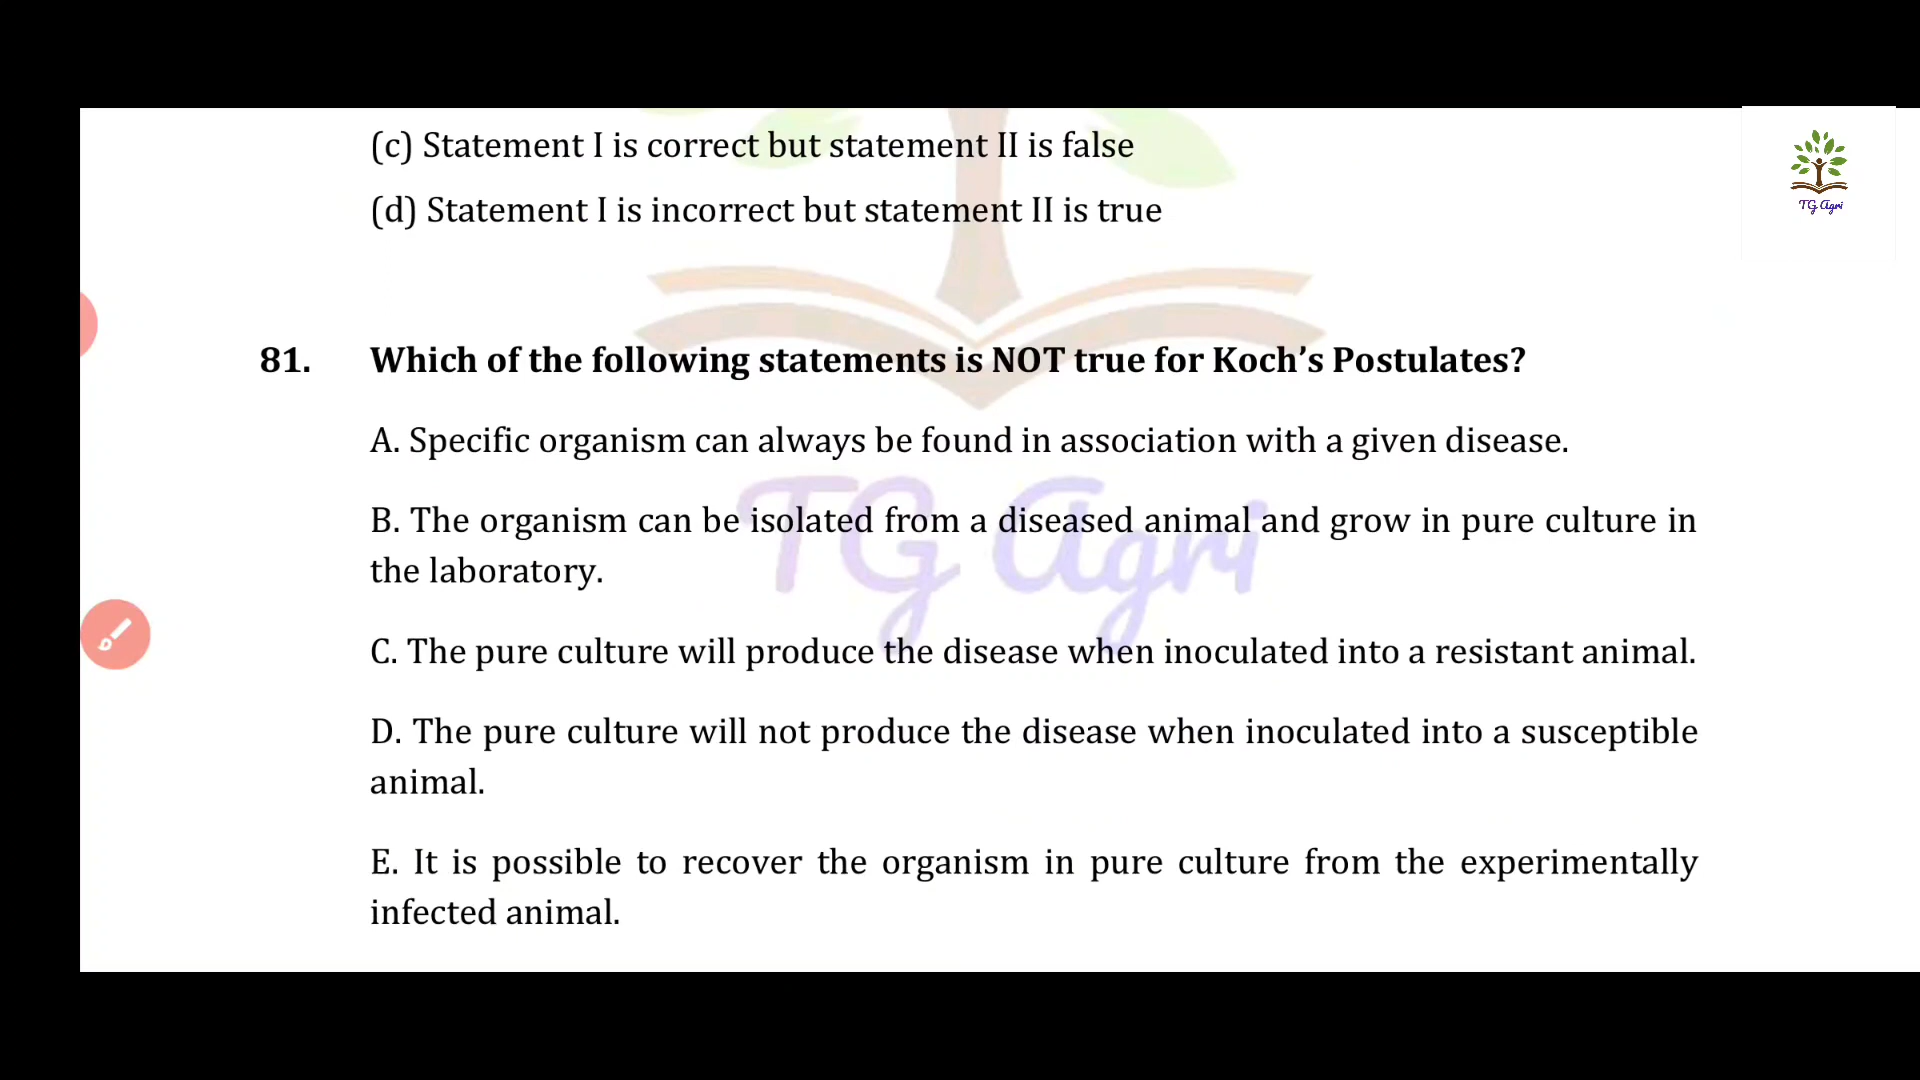 (c) Statement I is correct but statement II is false
(d) Statement I is incorrect but statement II is true
TG Agri
81. Which of the following statements is NOT true for Koch’s Postulates?
A. Specific organism can always be found in association with a given disease.
TG Agri
B. The organism can be isolated from a diseased animal and grow in pure culture in
the laboratory.
C. The pure culture will produce the disease when inoculated into a resistant animal.
D. The pure culture will not produce the disease when inoculated into a susceptible
animal.
E. It is possible to recover the organism in pure culture from the experimentally
infected animal.